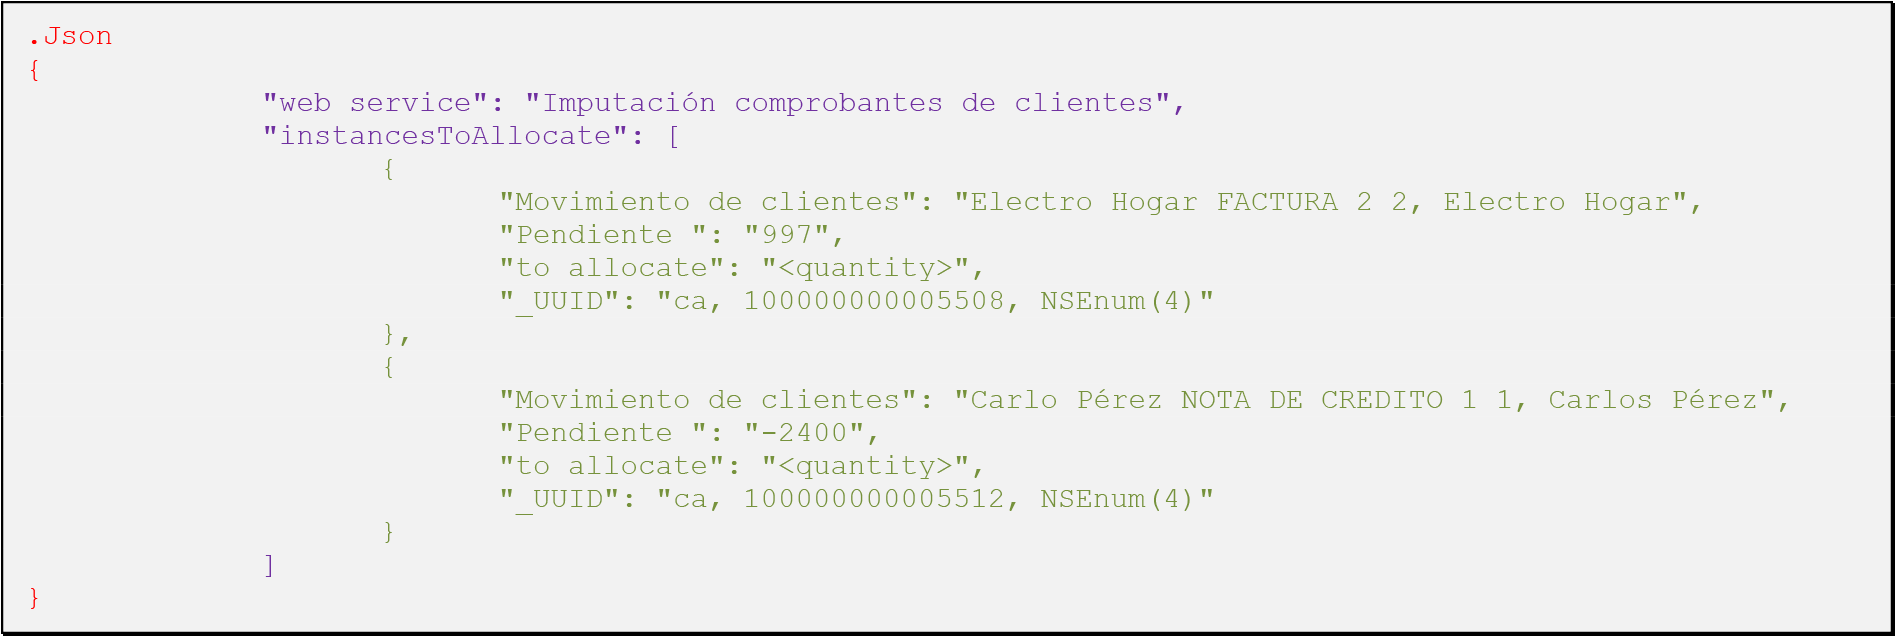 .Json
{
"web service": "Imputación comprobantes de clientes",
"instancesToAllocate": [
{
"Movimiento de clientes": "Electro Hogar FACTURA 2 2, Electro Hogar",
"Pendiente ": "997",
"to allocate": "<quantity>",
"_UUID": "ca, 100000000005508, NSEnum(4)"
},
{
"Movimiento de clientes": "Carlo Pérez NOTA DE CREDITO 1 1, Carlos Pérez",
"Pendiente ": "-2400",
"to allocate": "<quantity>",
"_UUID": "ca, 100000000005512, NSEnum(4)"
}
]
}